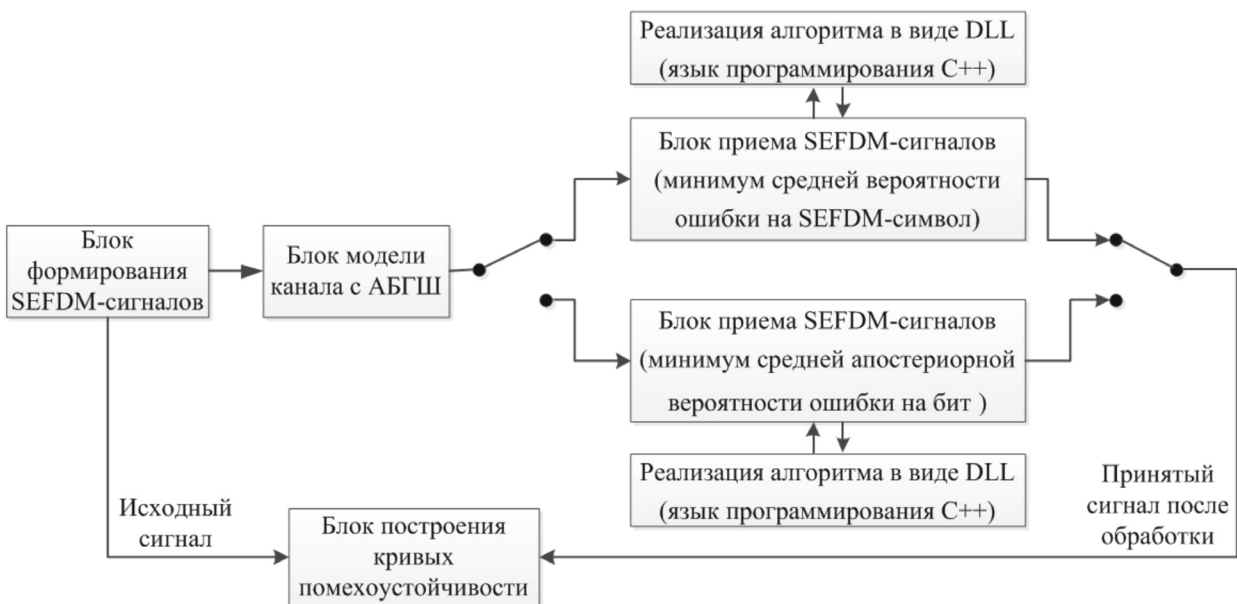 Реализация алгоритма в виде DLL
(язык программирования C++)
Блок приема SEFDM-сигналов
(минимум средней вероятности
ошибки на SEFDM-символ)
Блок
формирования
SEFDM-сигналов
Блок модели
канала с АБГШ
Блок приема SEFDM-сигналов
(минимум средней апостериорной
вероятности ошибки на бит )
Реализация алгоритма в виде DLL
(язык программирования C++)
Исходный
сигнал
Блок построения
кривых
помехоустойчивости
Принятый
сигнал после
обработки